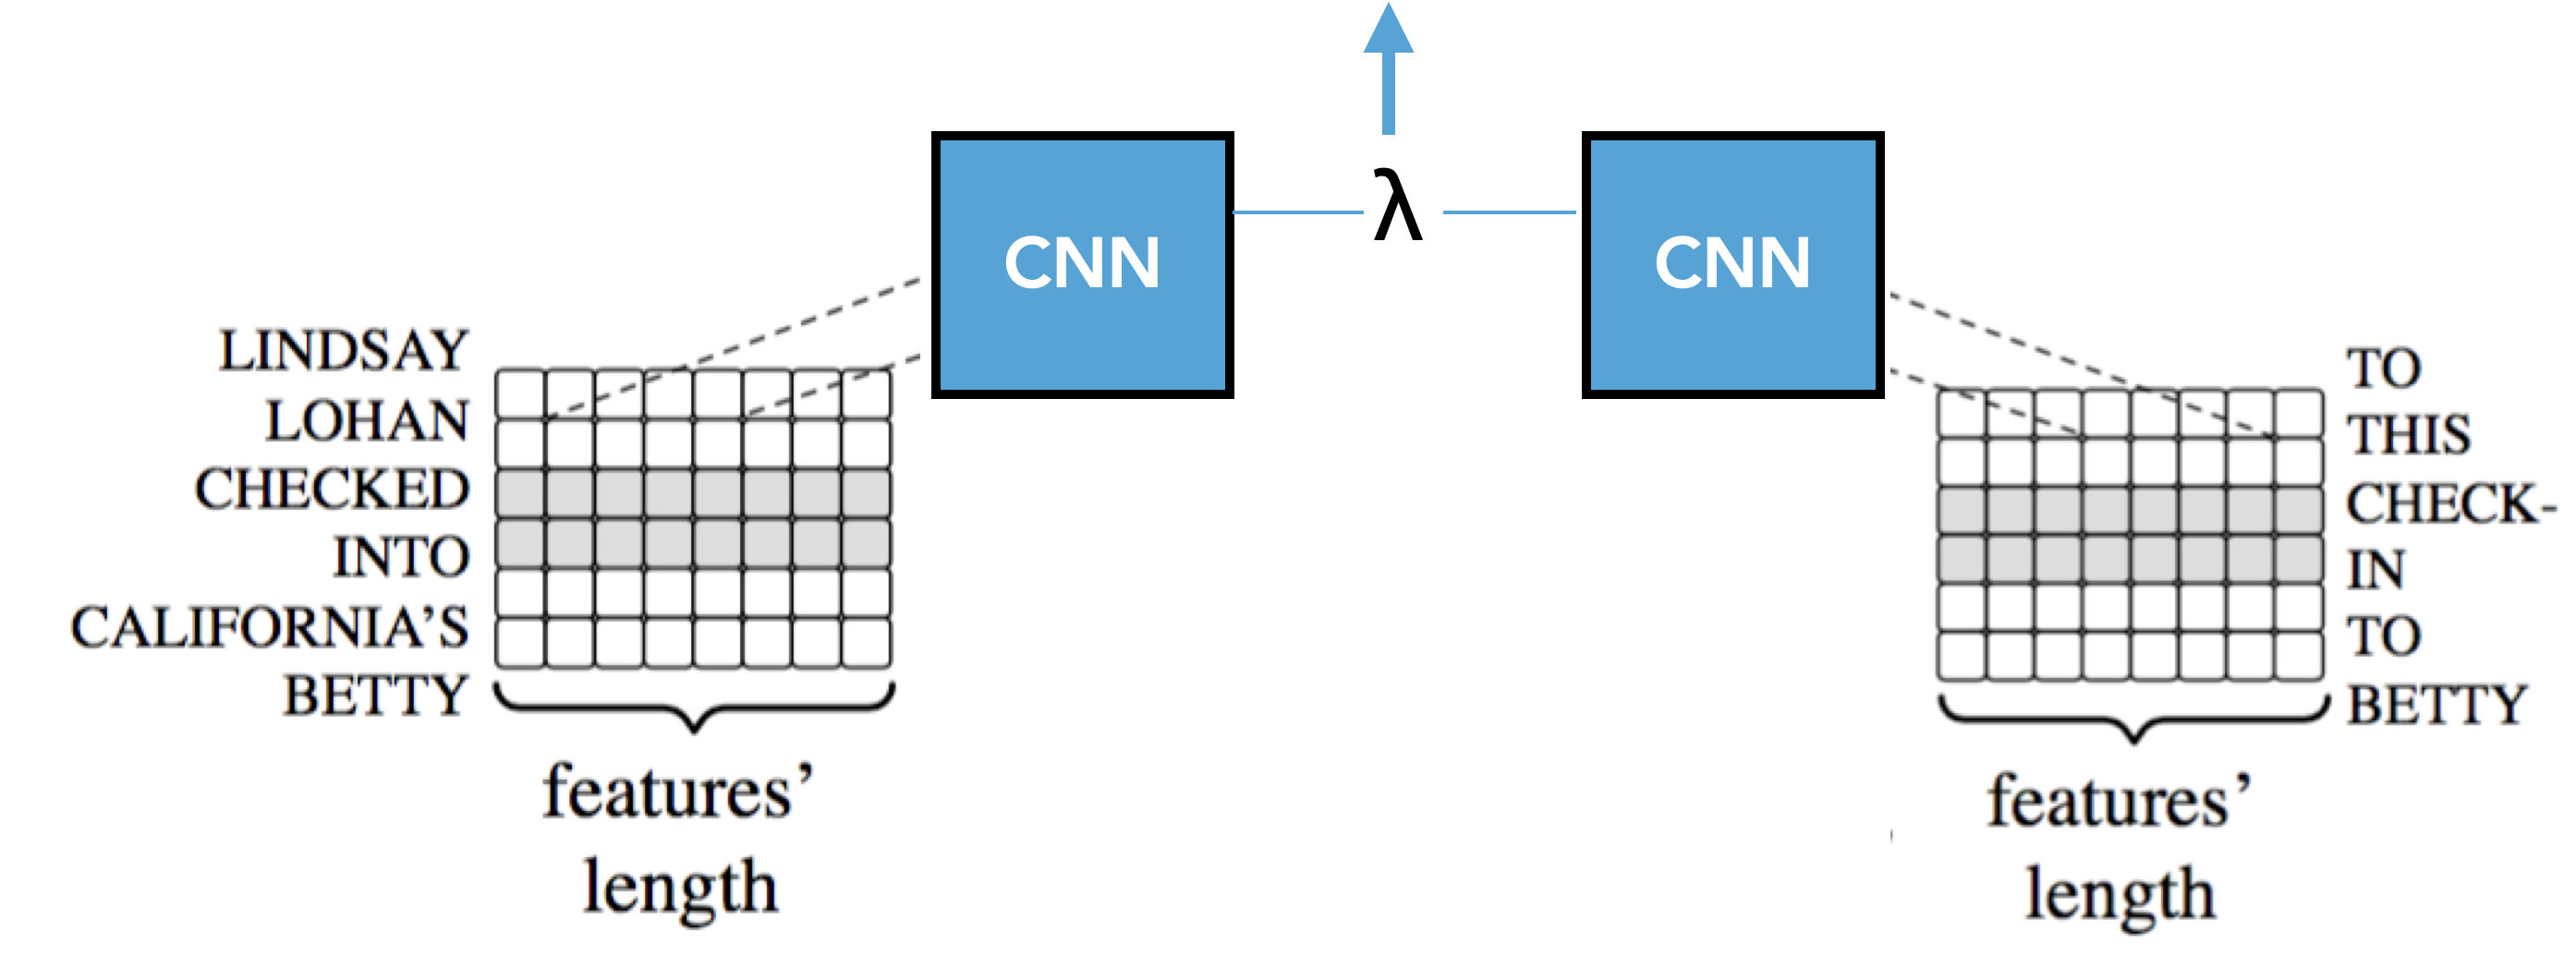 λ
CNN
CNN
LINDSAY
LOHAN
CHECKED
INTO
CALIFORNIA’S
BETTY
features’
length
TO
THIS
CHECK-
IN
TO
BETTY
features’
length